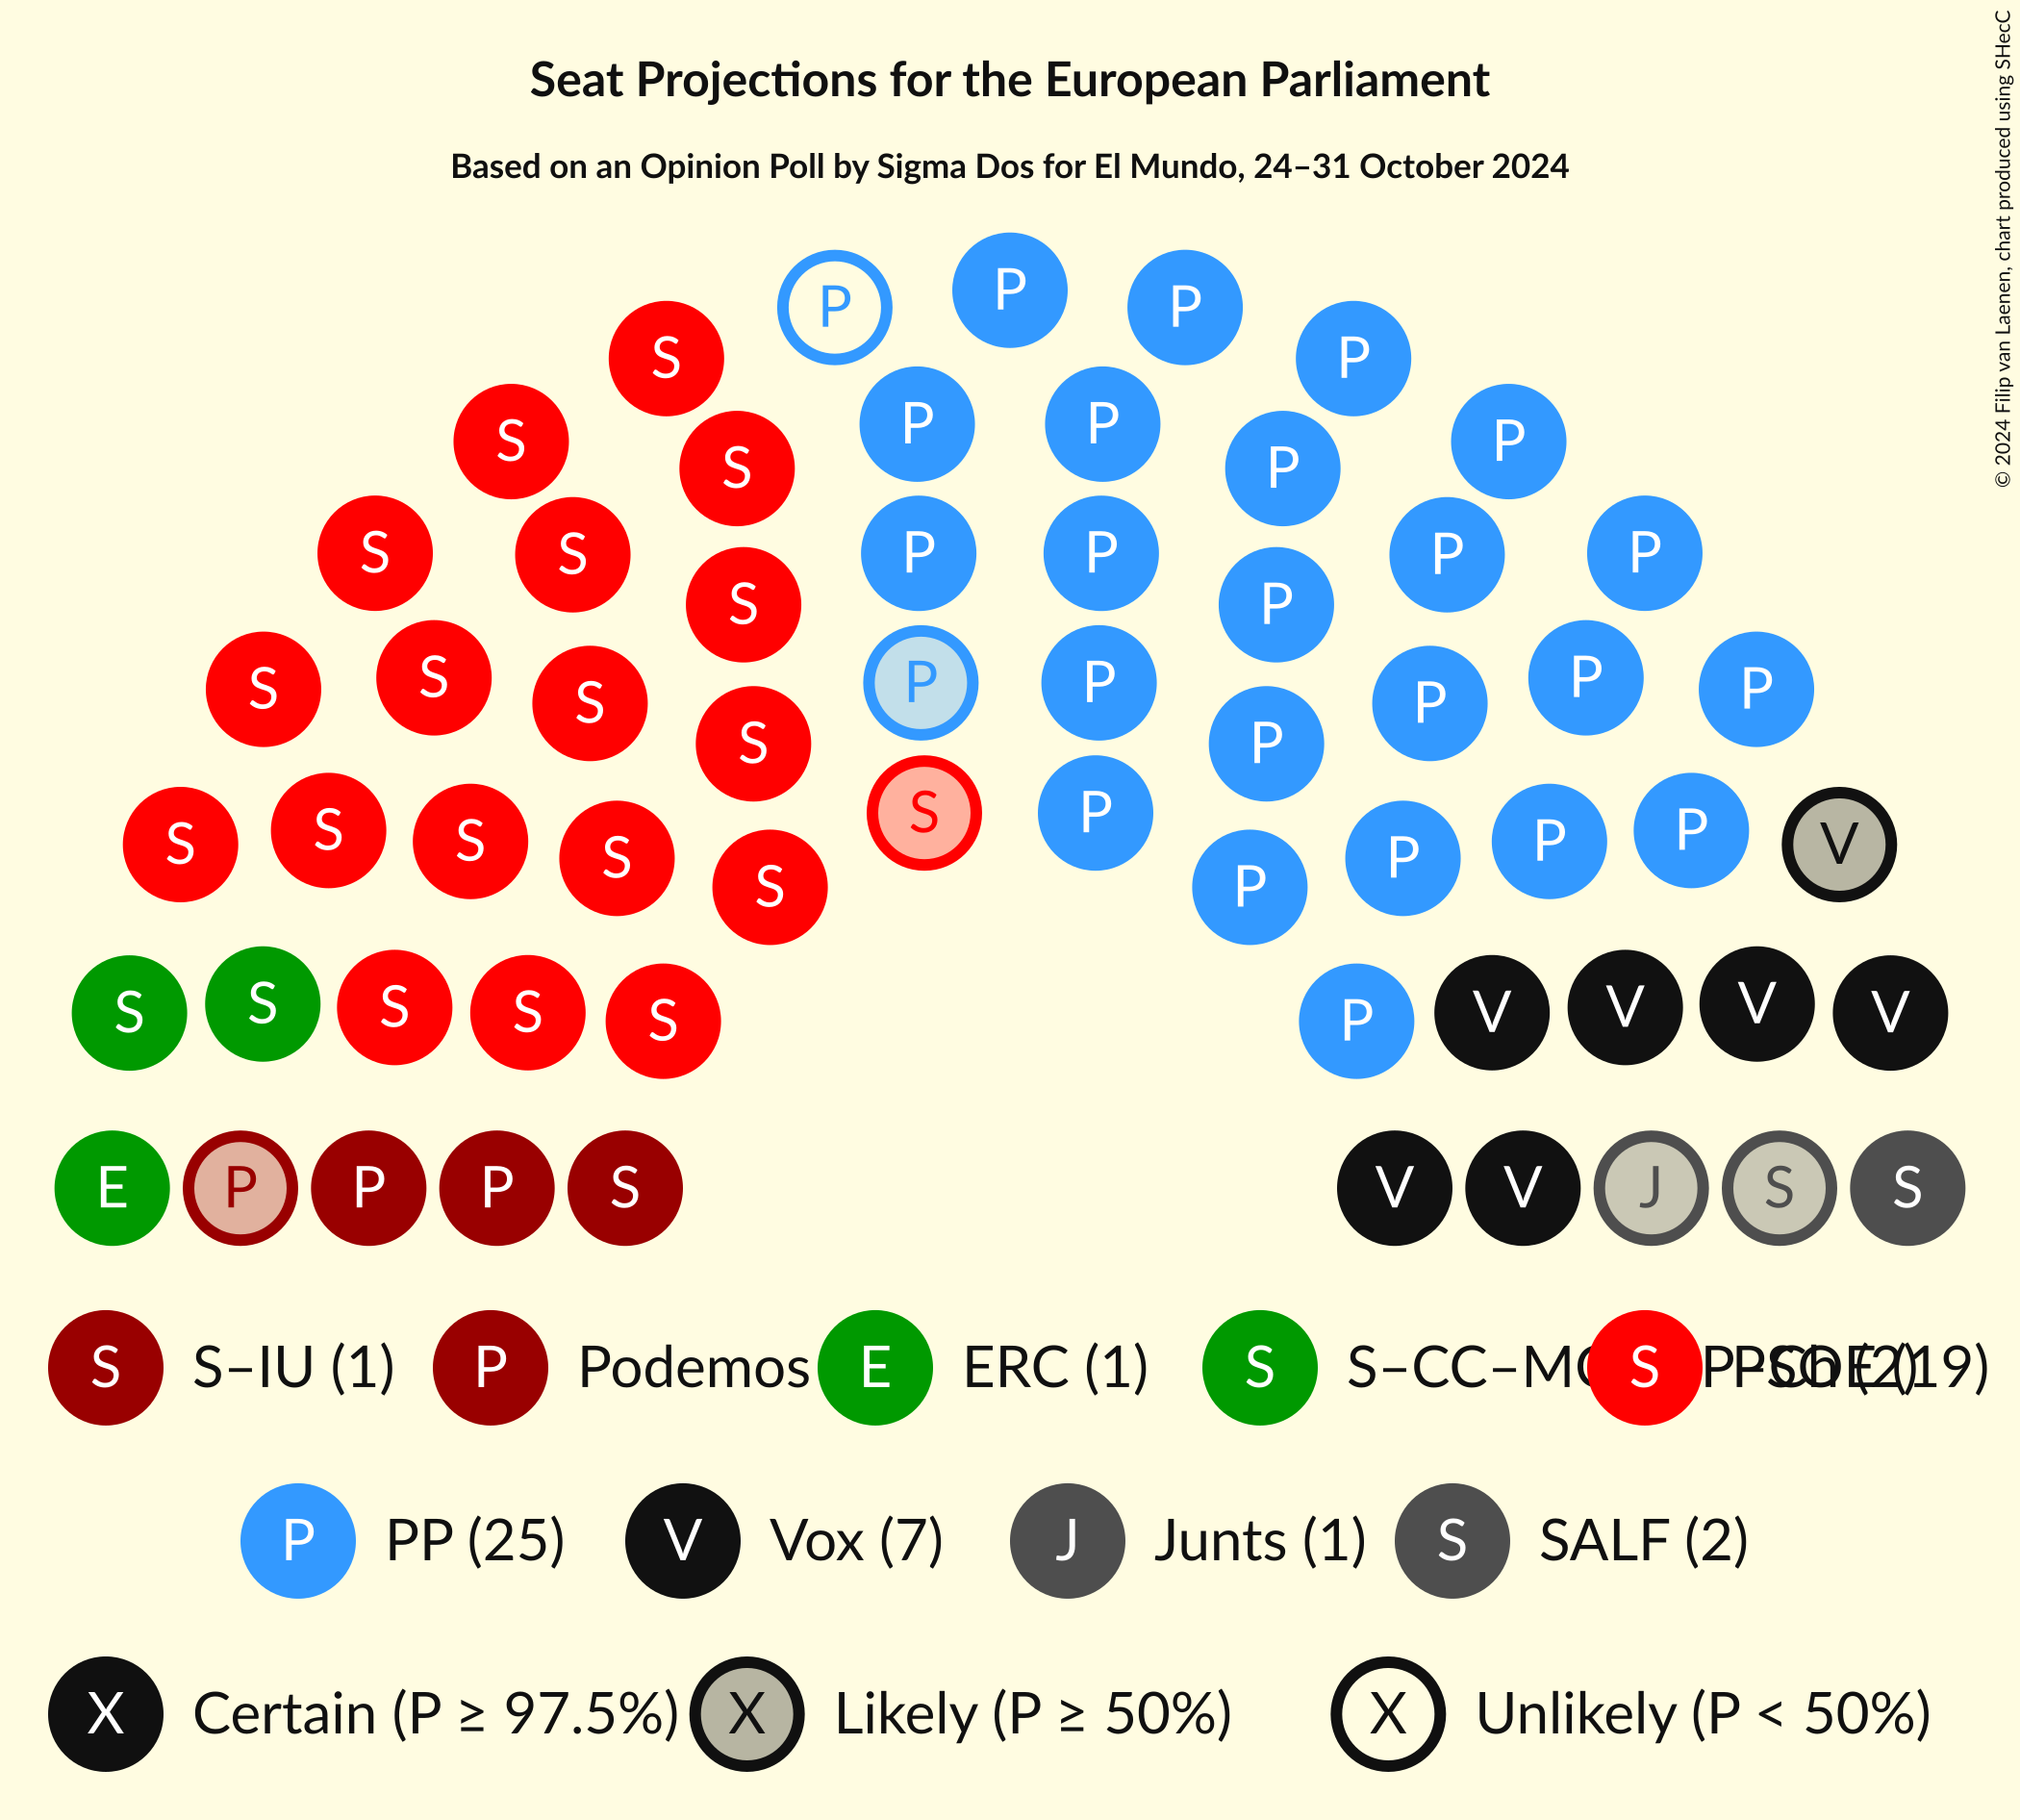 Seat Projections for the European Parliament
Based on an Opinion Poll by Sigma Dos for El Mundo, 24–31 October 2024
© 2024 Filip van Laenen, chart produced using SHecC
P P P P
S P
S P P P
S P P
S S P P P
S S P
S P P
S S P P P
S P P
S S P P
S P
S S P P V
S S P P
S P
S S S S P V V V V
S
E P P P S V V J S S
S S–IU (1) P Podemos E ERC (1) S S–CC–M S PSOE (19)
P PP (25) V Vox (7) J Junts (1) S SALF (2)
X Certain (P ≥ 97.5%) X Likely (P ≥ 50%) X Unlikely (P < 50%)